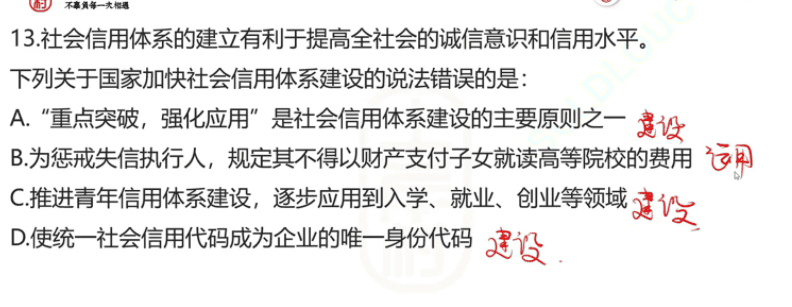 不辜负每一次相遇
13.社会信用体系的建立有利于提高全社会的诚信意识和信用水平。
下列关于国家加快社会信用体系建设的说法错误的是：
A.“重点突破，强化应用”是社会信用体系建设的主要原则之一 建设
B.为惩戒失信执行人，规定其不得以财产支付子女就读高等院校的费用 运用
C.推进青年信用体系建设，逐步应用到入学、就业、创业等领域 建设
D.使统一社会信用代码成为企业的唯一身份代码 建设